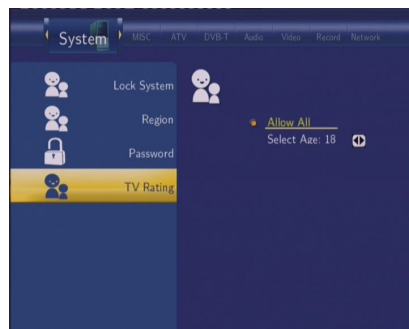 System MISC ATV DVB-T Audio Video Record Network
Lock System
Region
Password
TV Rating
Allow All
Select Age: 18